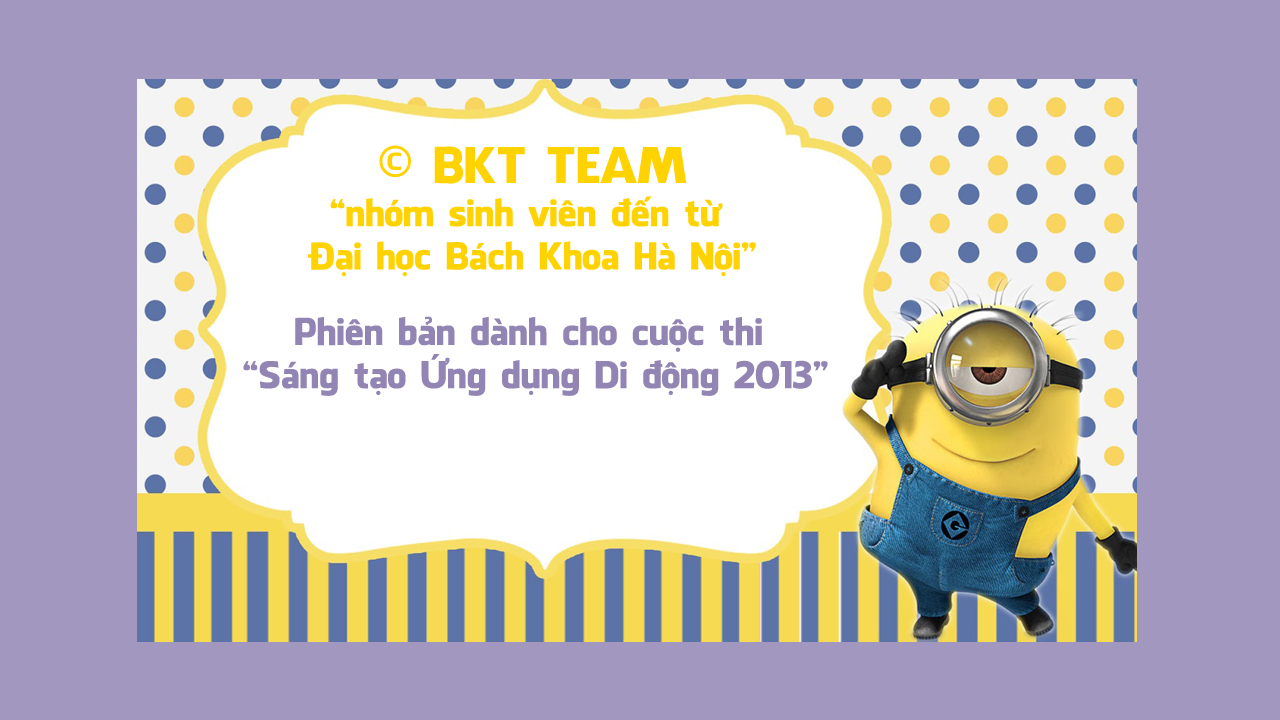 © BKT TEAM
“nhóm sinh viên đến từ
Đại học Bách Khoa Hà Nội”
Phiên bản dành cho cuộc thi
“Sáng tạo Ứng dụng Di động 2013”